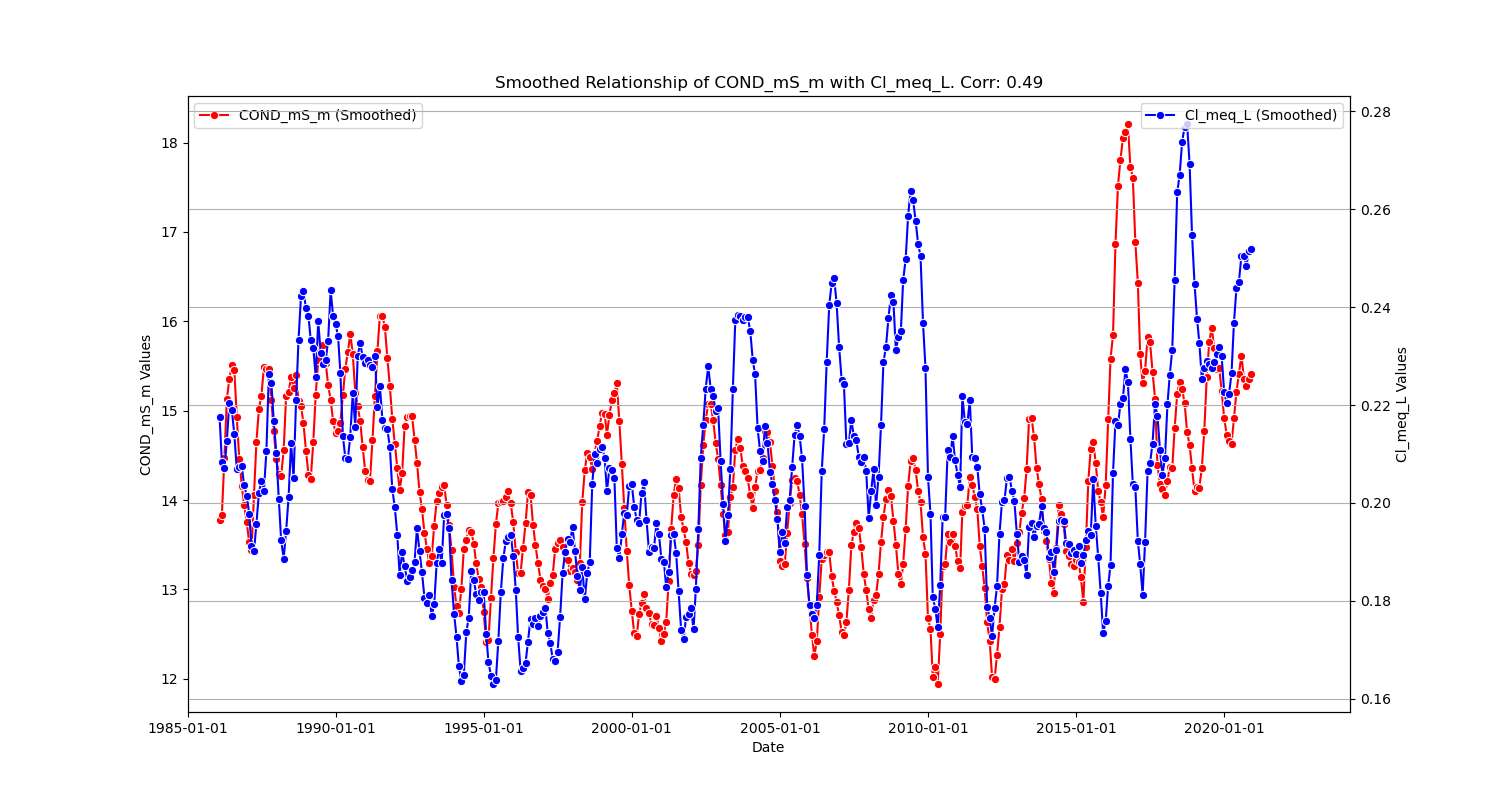 Smoothed Relationship of COND_mS_m with Cl_meq_L. Corr: 0.49
COND_mS_m (Smoothed)
Cl_meq_L (Smoothed)
COND_mS_m Values
18
17
16
15
14
13
12
0.28
0.26
0.24
0.22
0.20
0.18
0.16
Cl_meq_L Values
1985-01-01 1990-01-01 1995-01-01 2000-01-01 2005-01-01 2010-01-01 2015-01-01 2020-01-01
Date